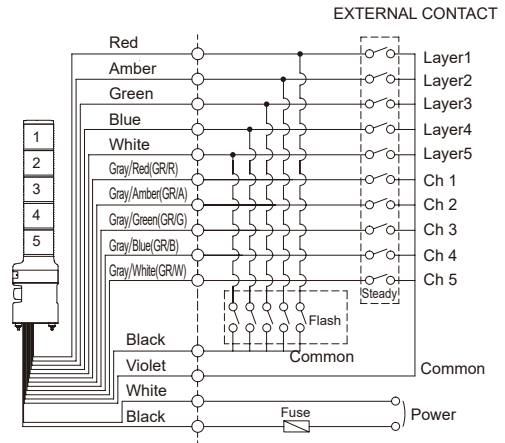 EXTERNAL CONTACT
Red
Layer1
Amber
Layer2
Green
Layer3
Blue
Layer4
White
Layer5
Gray/Red(GR/R)
Ch 1
Gray/Amber(GR/A)
Ch 2
Gray/Green(GR/G)
Ch 3
Gray/Blue(GR/B)
Ch 4
Gray/White(GR/W)
Ch 5
1
2
3
4
5
Steady
Flash
Black
Common
Violet
Common
White
Black
Fuse
Power